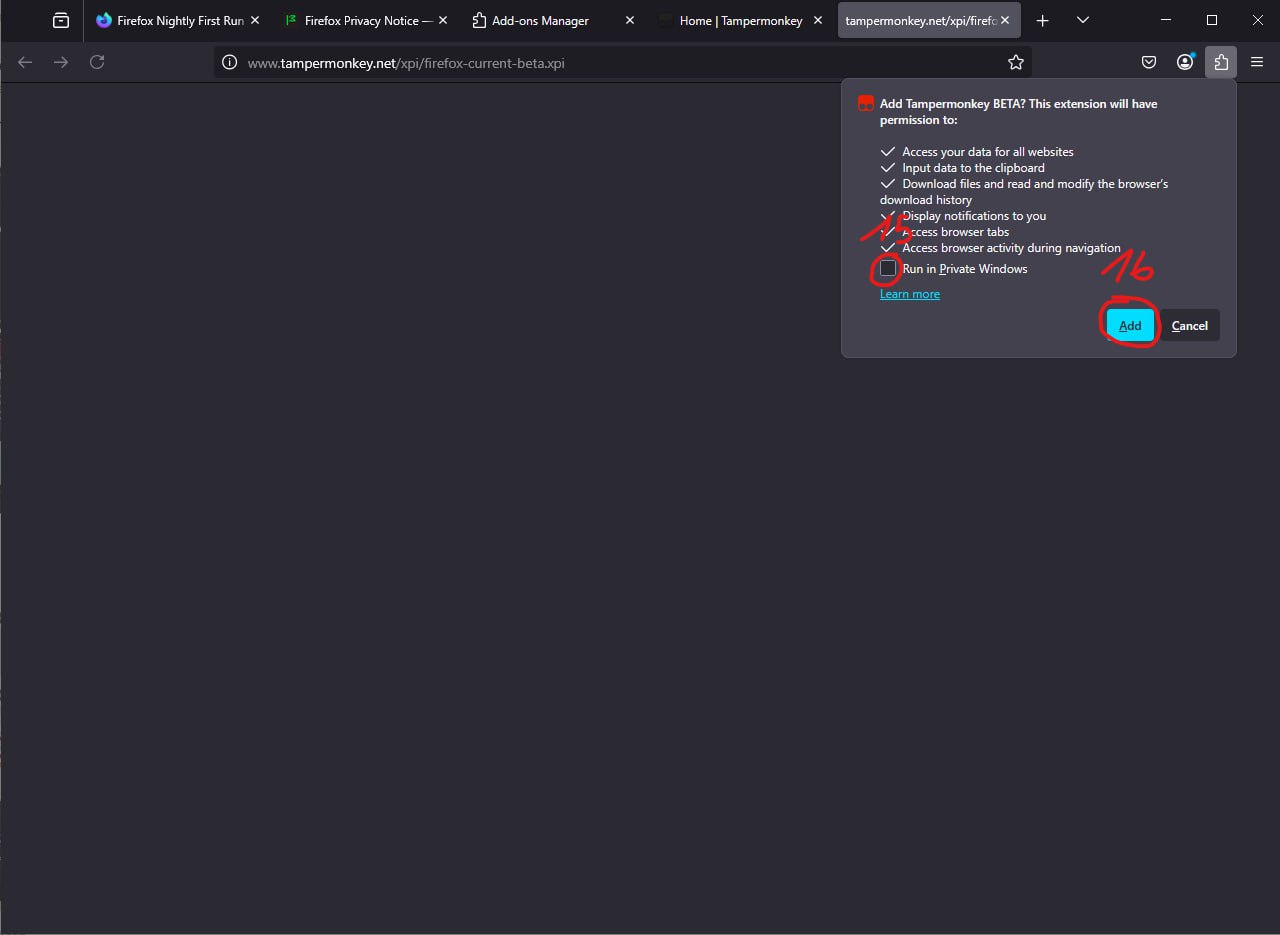 Firefox Nightly First Run
Firefox Privacy Notice —
Add-ons Manager
Home | Tampermonkey
tampermonkey.net/xpi/firefo
www.tampermonkey.net/xpi/firefox-current-beta.xpi
Add Tampermonkey BETA? This extension will have
permission to:
Access your data for all websites
Input data to the clipboard
Download files and read and modify the browser's
download history
Display notifications to you
15
Access browser tabs
Access browser activity during navigation
16
Run in Private Windows
Learn more
Add
Cancel